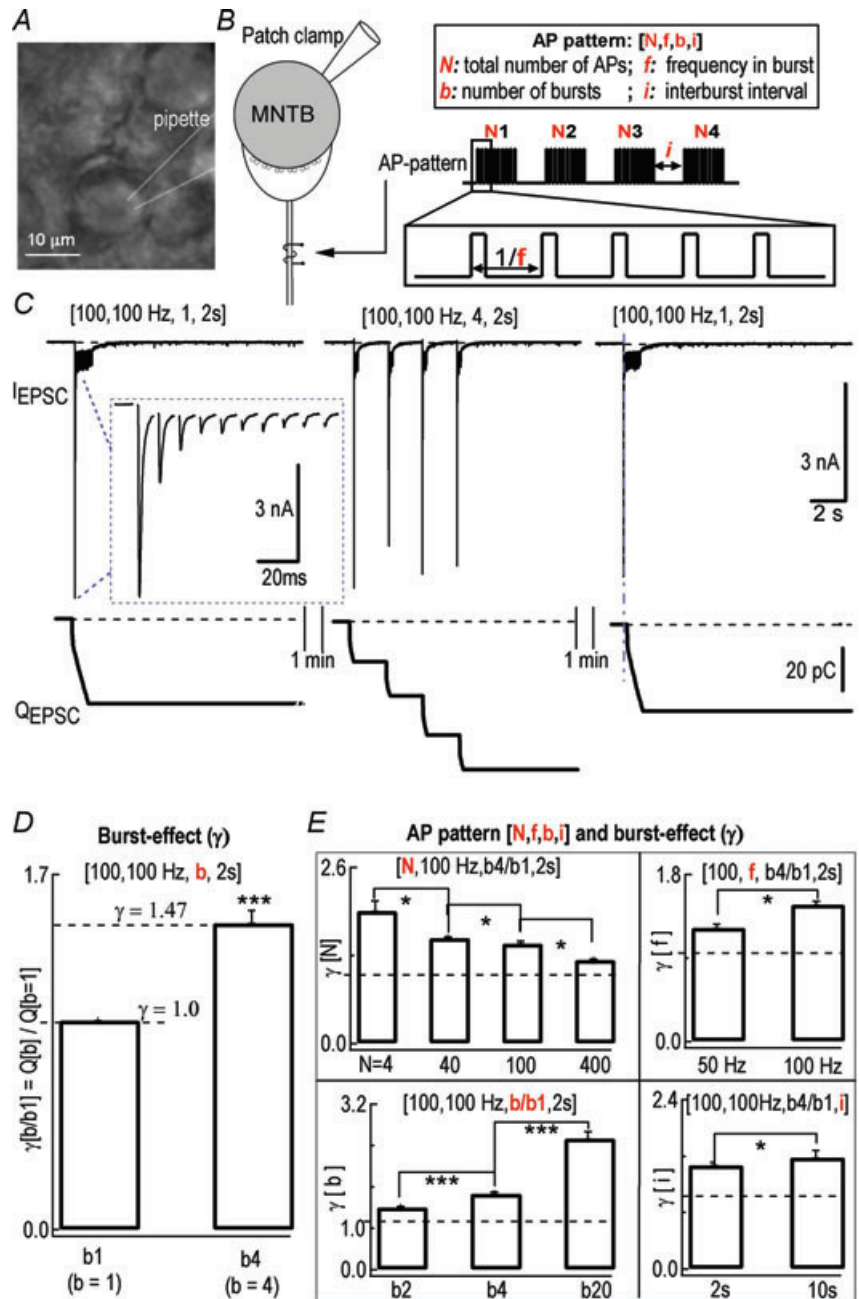 A
pipette
10 μm
B
Patch clamp
MNTB
AP pattern: [N,f,b,i]
N: total number of APs; f: frequency in burst
b: number of bursts ; i: interburst interval
N1 N2 N3 N4
i
AP-pattern
1/f
C
[100,100 Hz, 1, 2s]
[100,100 Hz, 4, 2s]
[100,100 Hz,1, 2s]
IEPSC
3 nA
20ms
3 nA
2 s
1 min
1 min
20 pC
QEPSC
D
Burst-effect (γ)
[100,100 Hz, b, 2s]
1.7
γ = 1.47
***
γ = 1.0
γ[b/b1] = Q[b] / Q[b=1]
0.0
b1
(b = 1)
b4
(b = 4)
E
AP pattern [N,f,b,i] and burst-effect (γ)
[N,100 Hz,b4/b1,2s]
2.6
* * *
γ [N]
0.0
N=4 40 100 400
[100, f, b4/b1,2s]
1.8
*
γ [f]
0.0
50 Hz 100 Hz
[100,100 Hz,b/b1,2s]
3.2
***
***
γ [b]
1.0
0.0
b2 b4 b20
[100,100Hz,b4/b1,i]
2.4
*
γ [i]
0.0
2s 10s